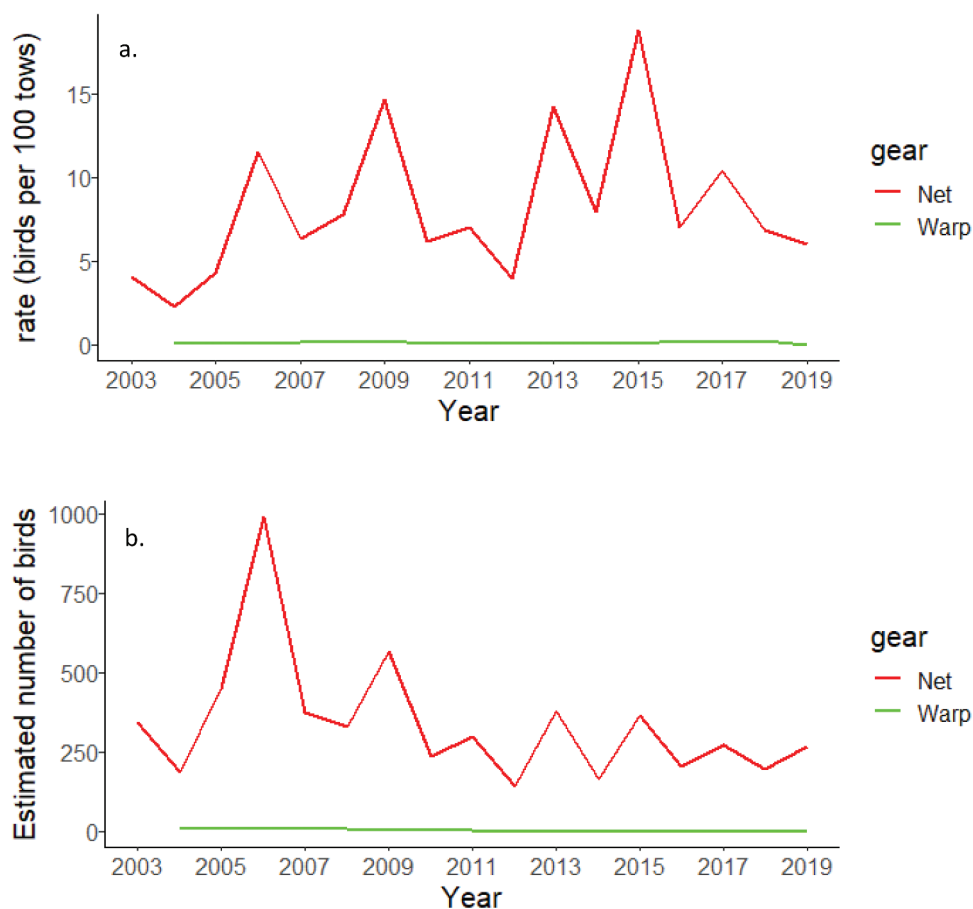 a.
rate (birds per 100 tows)
15
10
5
0
2003 2005 2007 2009 2011 2013 2015 2017 2019
Year
gear
Net
Warp
b.
Estimated number of birds
1000
750
500
250
0
2003 2005 2007 2009 2011 2013 2015 2017 2019
Year
gear
Net
Warp